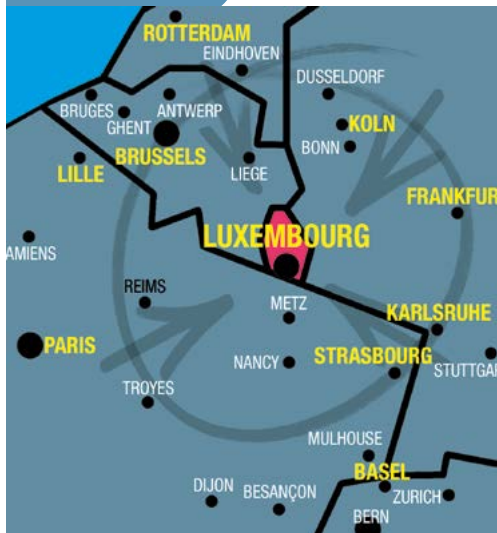 ROTTERDAM
EINDHOVEN
DUSSELDORF
BRUGES
ANTWERP
GHENT
KOLN
BONN
BRUSSELS
LILLE
LIEGE
FRANKFUR
LUXEMBOURG
AMIENS
REIMS
METZ
KARLSRUHE
PARIS
NANCY
STRASBOURG
STUTTGAR
TROYES
MULHOUSE
BASEL
DIJON
BESANÇON
ZURICH
BERN